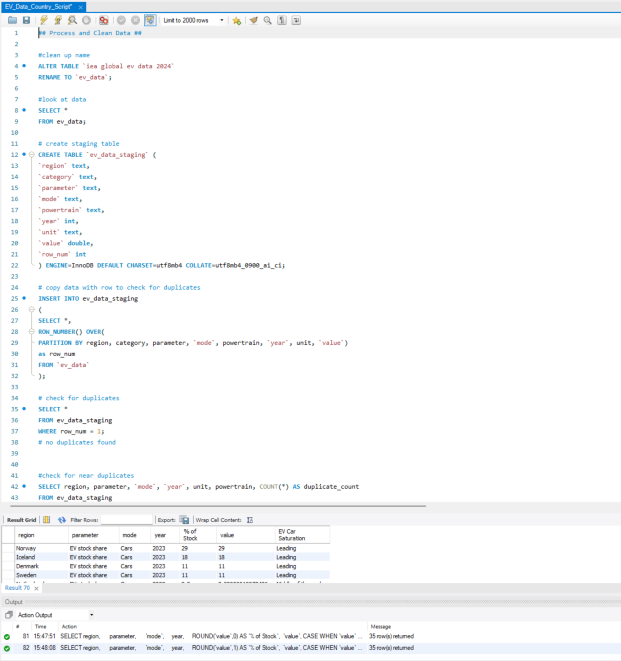 EV_Data_Country_Script* ×
Limit to 2000 rows
1 ## Process and Clean Data ##
2
3 #clean up name
4 ALTER TABLE `iea global ev data 2024`
5 RENAME TO `ev_data`;
6
7 #look at data
8 SELECT *
9 FROM ev_data;
10
11 # create staging table
12 CREATE TABLE `ev_data_staging` (
13 `region` text,
14 `category` text,
15 `parameter` text,
16 `mode` text,
17 `powertrain` text,
18 `year` int,
19 `unit` text,
20 `value` double,
21 `row_num` int
22 ) ENGINE=InnoDB DEFAULT CHARSET=utf8mb4 COLLATE=utf8mb4_0900_ai_ci;
23
24 # copy data with row to check for duplicates
25 INSERT INTO ev_data_staging
26 (
27 SELECT *,
28 ROW_NUMBER() OVER(
29 PARTITION BY region, category, parameter, `mode`, powertrain, `year`, unit, `value`)
30 as row_num
31 FROM `ev_data`
32 );
33
34 # check for duplicates
35 SELECT *
36 FROM ev_data_staging
37 WHERE row_num = 1;
38 # no duplicates found
39
40
41 #check for near duplicates
42 SELECT region, parameter, `mode`, `year`, unit, powertrain, COUNT(*) AS duplicate_count
43 FROM ev_data_staging
Result Grid Filter Rows: Export: Wrap Cell Content:
region parameter mode year % of Stock value EV Car Saturation
Norway EV stock share Cars 2023 29 29 Leading
Iceland EV stock share Cars 2023 18 18 Leading
Denmark EV stock share Cars 2023 11 11 Leading
Sweden EV stock share Cars 2023 11 11 Leading
Result 76 ×
Output
Action Output
# Time Action Message
81 15:47:51 SELECT region, parameter, `mode`, year, ROUND(`value`,0) AS '% of Stock', `value`, CASE WHEN `value` ... 35 row(s) returned
82 15:48:08 SELECT region, parameter, `mode`, year, ROUND(`value`,1) AS '% of Stock', `value`, CASE WHEN `value` ... 35 row(s) returned